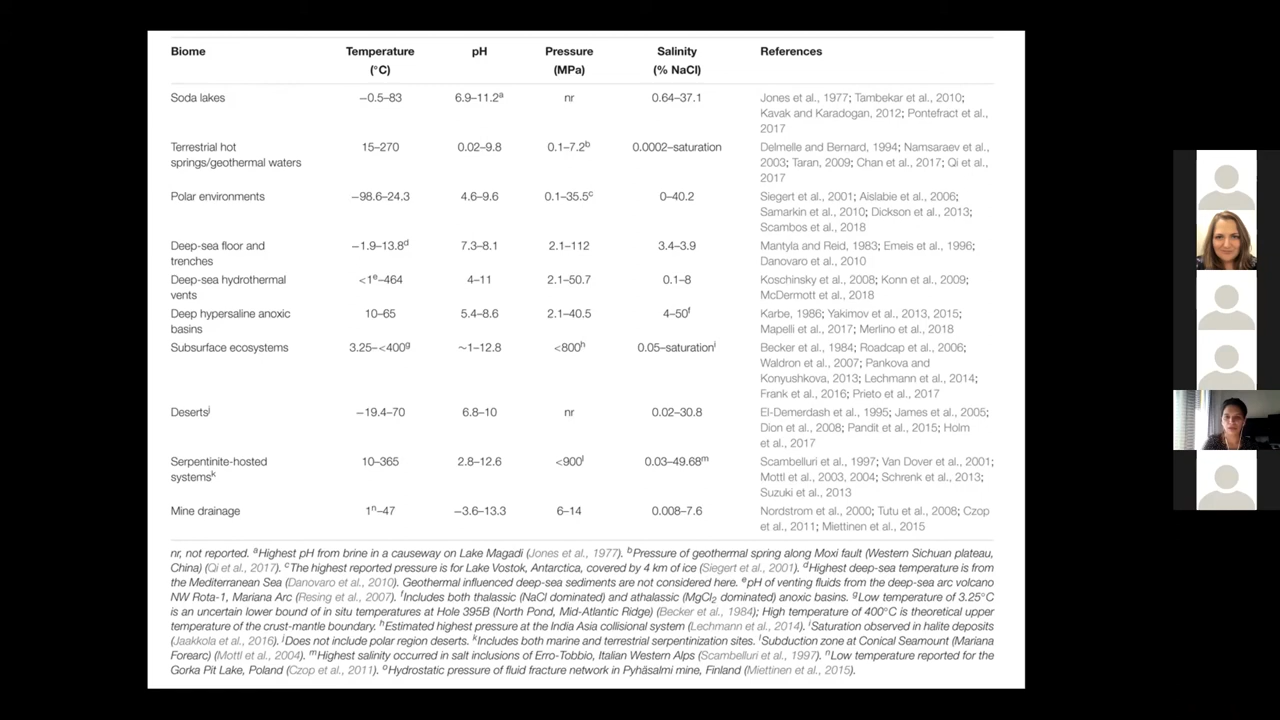 Biome Temperature pH Pressure Salinity References
(°C) (MPa) (% NaCl)
Soda lakes −0.5–83 6.9–11.2a nr 0.64–37.1 Jones et al., 1977; Tambekar et al., 2010;
Kavak and Karadogan, 2012; Pontefract et al.,
2017
Terrestrial hot 15–270 0.02–9.8 0.1–7.2b 0.0002–saturation Delmelle and Bernard, 1994; Namsaraev et al.,
springs/geothermal waters 2003; Taran, 2009; Chan et al., 2017; Qi et al.,
2017
Polar environments −98.6–24.3 4.6–9.6 0.1–35.5c 0–40.2 Siegert et al., 2001; Aislabie et al., 2006;
Samarkin et al., 2010; Dickson et al., 2013;
Scambos et al., 2018
Deep-sea floor and −1.9–13.8d 7.3–8.1 2.1–112 3.4–3.9 Mantyla and Reid, 1983; Emeis et al., 1996;
trenches Danovaro et al., 2010
Deep-sea hydrothermal <1e–464 4–11 2.1–50.7 0.1–8 Koschinsky et al., 2008; Konn et al., 2009;
vents McDermott et al., 2018
Deep hypersaline anoxic 10–65 5.4–8.6 2.1–40.5 4–50f Karbe, 1986; Yakimov et al., 2013, 2015;
basins Mapelli et al., 2017; Merlino et al., 2018
Subsurface ecosystems 3.25–<400g ~1–12.8 <800h 0.05–saturationi Becker et al., 1984; Roadcap et al., 2006;
Waldron et al., 2007; Pankova and
Konyushkova, 2013; Lechmann et al., 2014;
Frank et al., 2016; Prieto et al., 2017
Desertsj −19.4–70 6.8–10 nr 0.02–30.8 El-Demerdash et al., 1995; James et al., 2005;
Dion et al., 2008; Pandit et al., 2015; Holm
et al., 2017
Serpentinite-hosted 10–365 2.8–12.6 <900l 0.03–49.68m Scambelluri et al., 1997; Van Dover et al., 2001;
systemsk Mottl et al., 2003, 2004; Schrenk et al., 2013;
Suzuki et al., 2013
Mine drainage 1n–47 −3.6–13.3 6–14 0.008–7.6 Nordstrom et al., 2000; Tutu et al., 2008; Czop
et al., 2011; Miettinen et al., 2015
nr, not reported. aHighest pH from brine in a causeway on Lake Magadi (Jones et al., 1977). bPressure of geothermal spring along Moxi fault (Western Sichuan plateau,
China) (Qi et al., 2017). cThe highest reported pressure is for Lake Vostok, Antarctica, covered by 4 km of ice (Siegert et al., 2001). dHighest deep-sea temperature is from
the Mediterranean Sea (Danovaro et al., 2010). Geothermal influenced deep-sea sediments are not considered here. epH of venting fluids from the deep-sea arc volcano
NW Rota-1, Mariana Arc (Resing et al., 2007). fIncludes both thalassic (NaCl dominated) and athalassic (MgCl2 dominated) anoxic basins. gLow temperature of 3.25°C
is an uncertain lower bound of in situ temperatures at Hole 395B (North Pond, Mid-Atlantic Ridge) (Becker et al., 1984); High temperature of 400°C is theoretical upper
temperature of the crust-mantle boundary. hEstimated highest pressure at the India Asia collisional system (Lechmann et al., 2014). iSaturation observed in halite deposits
(Jaakkola et al., 2016). jDoes not include polar region deserts. kIncludes both marine and terrestrial serpentinization sites. lSubduction zone at Conical Seamount (Mariana
Forearc) (Mottl et al., 2004). mHighest salinity occurred in salt inclusions of Erro-Tobbio, Italian Western Alps (Scambelluri et al., 1997). nLow temperature reported for the
Gorka Pit Lake, Poland (Czop et al., 2011). oHydrostatic pressure of fluid fracture network in Pyhäsalmi mine, Finland (Miettinen et al., 2015).